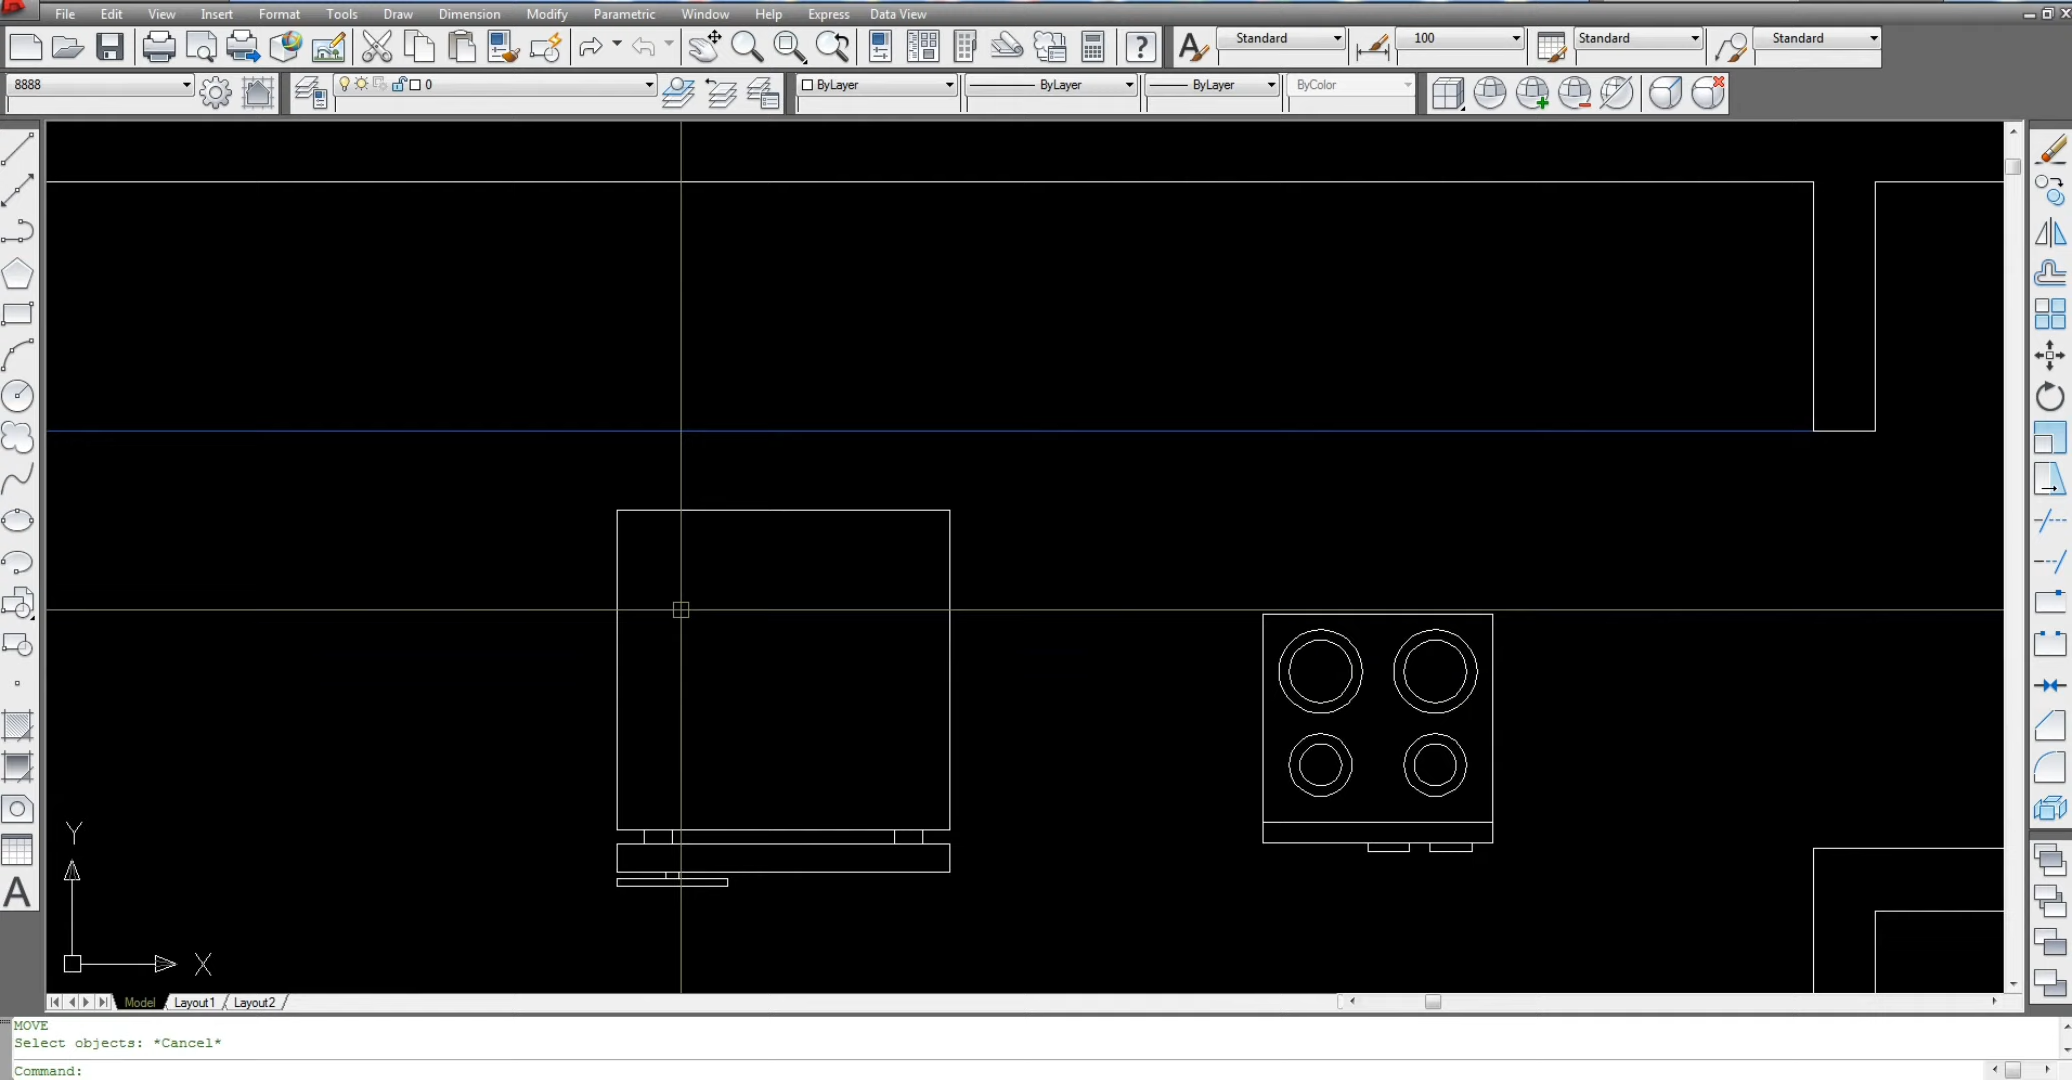 File Edit View Insert Format Tools Draw Dimension Modify Parametric Window Help Express Data View
Standard 100 Standard Standard
8888 0 ByLayer ByLayer ByLayer ByColor
Y
X
Model Layout1 Layout2
MOVE
Select objects: *Cancel*
Command: